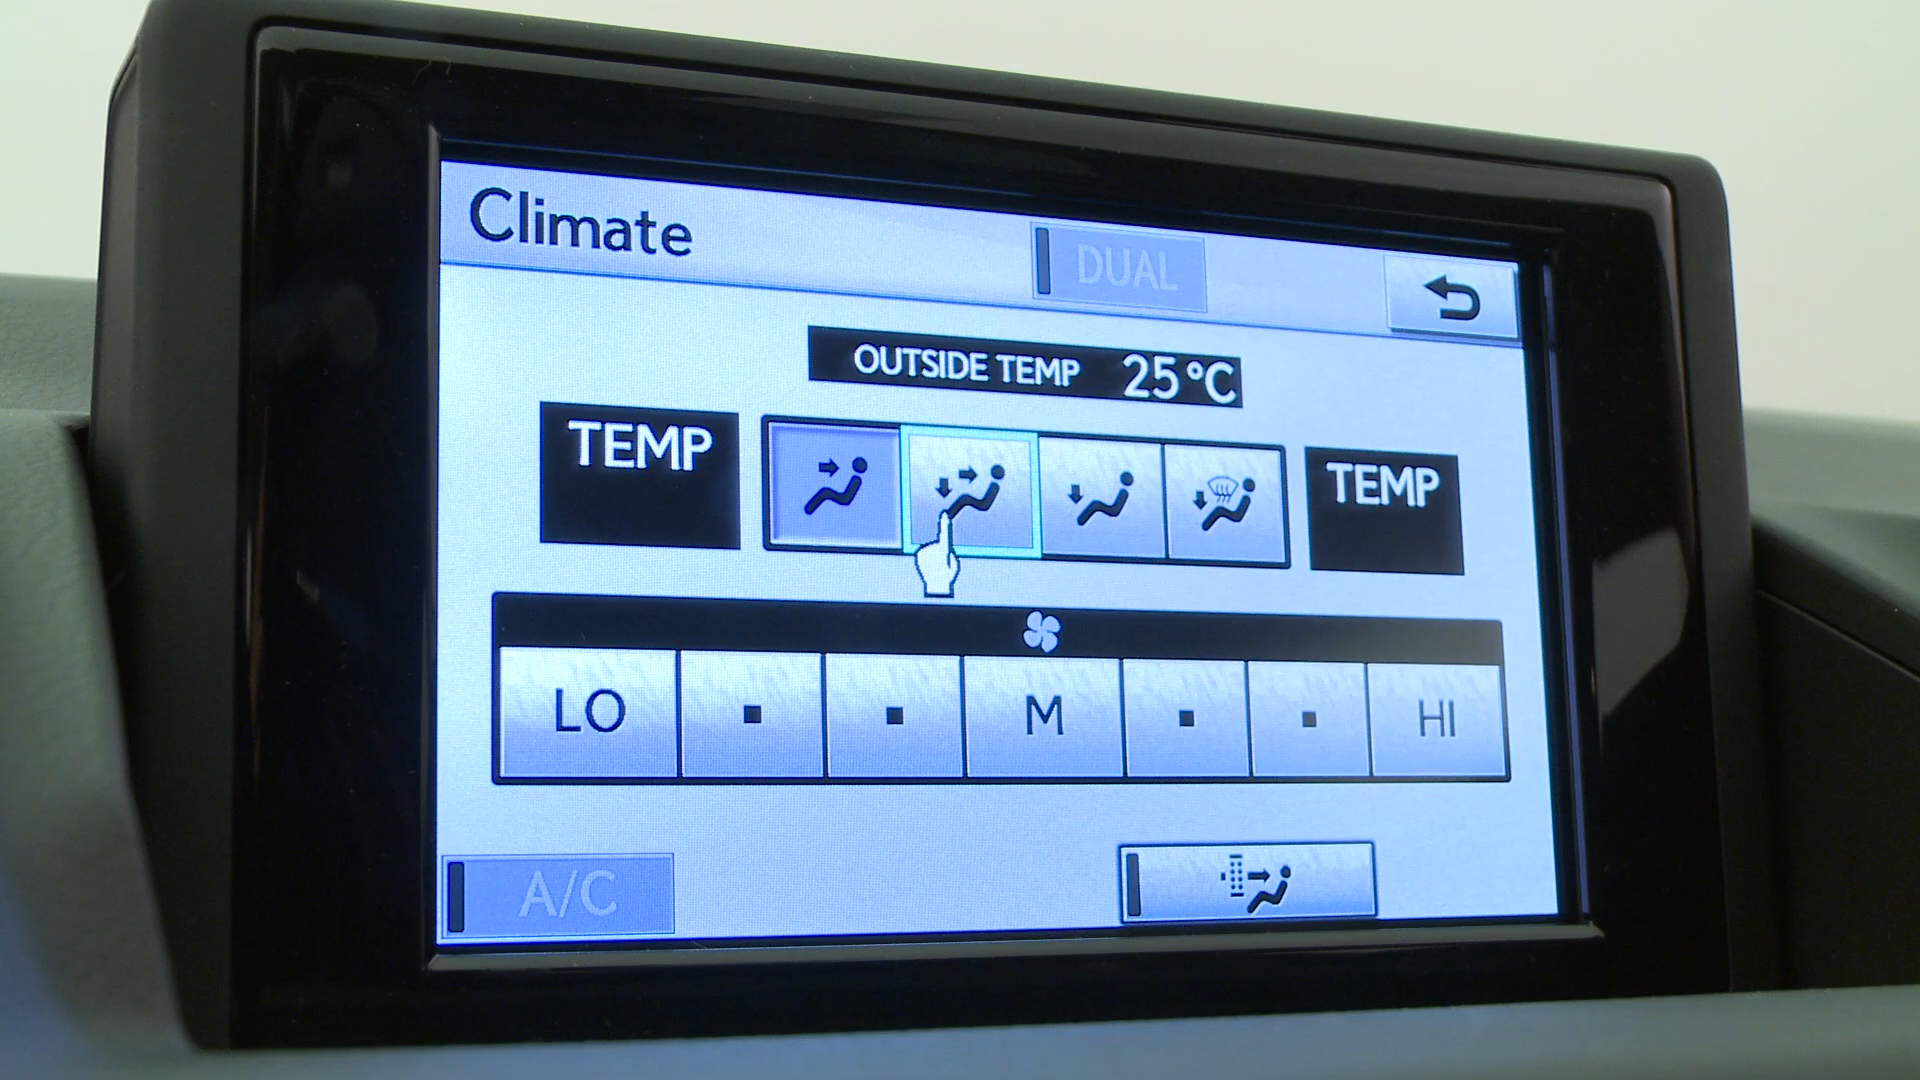 Climate
DUAL
OUTSIDE TEMP 25°C
TEMP
TEMP
LO
M
HI
A/C